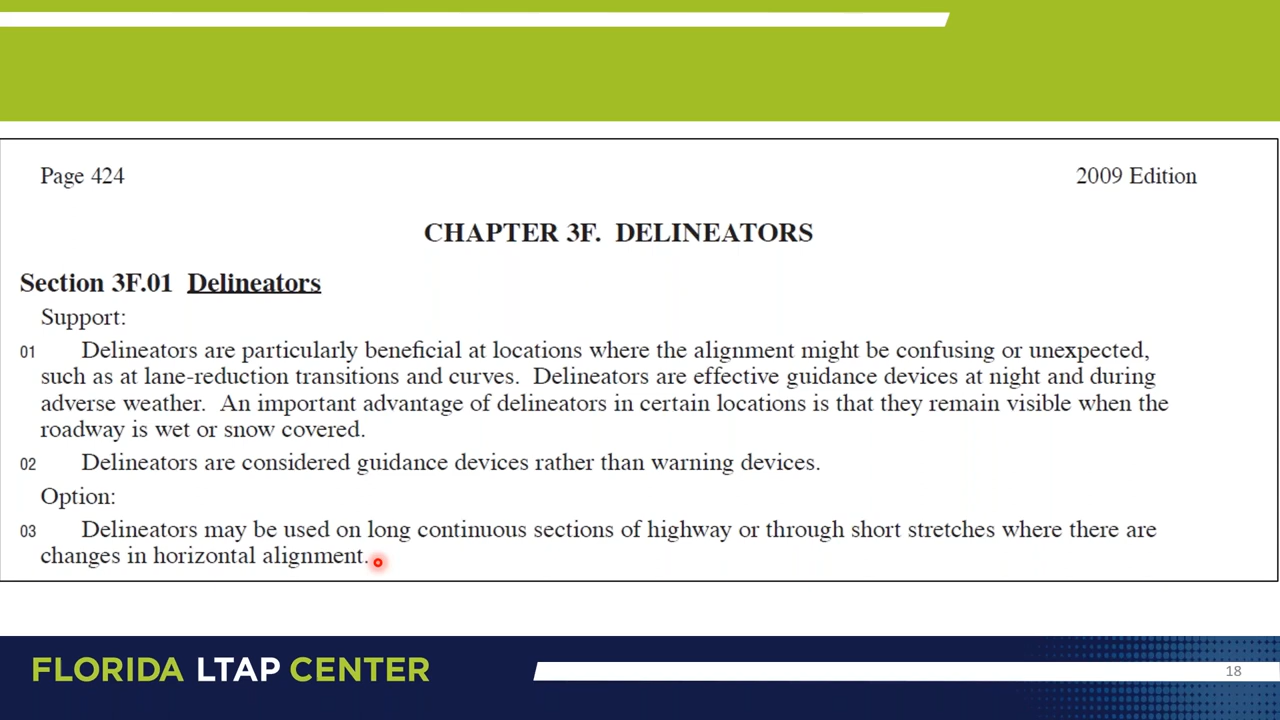 Page 424 2009 Edition
CHAPTER 3F. DELINEATORS
Section 3F.01 Delineators
Support:
01 Delineators are particularly beneficial at locations where the alignment might be confusing or unexpected,
such as at lane-reduction transitions and curves. Delineators are effective guidance devices at night and during
adverse weather. An important advantage of delineators in certain locations is that they remain visible when the
roadway is wet or snow covered.
02 Delineators are considered guidance devices rather than warning devices.
Option:
03 Delineators may be used on long continuous sections of highway or through short stretches where there are
changes in horizontal alignment.
FLORIDA LTAP CENTER
18